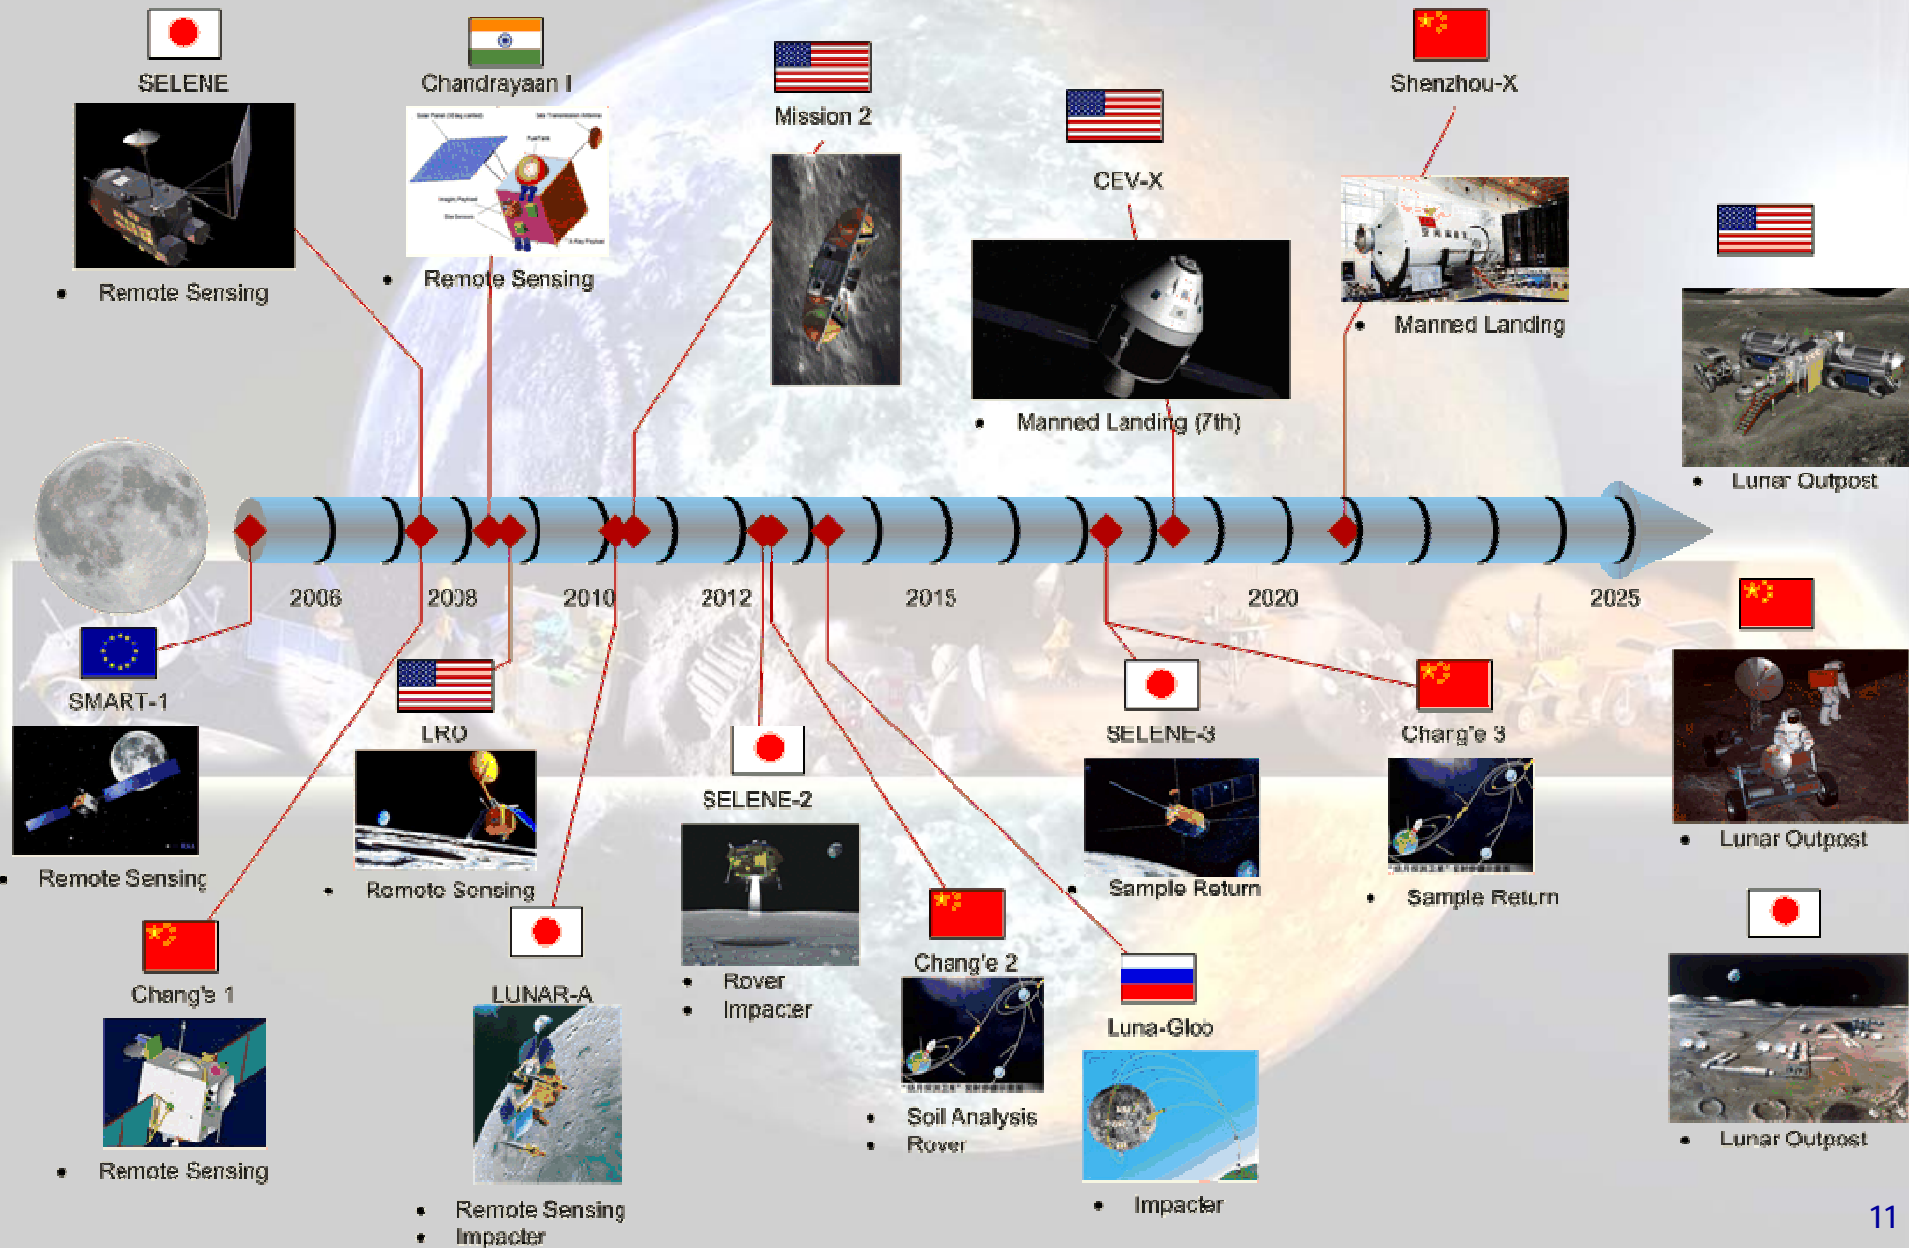 SELENE
Remote Sensing
Chandrayaan I
Remote Sensing
Mission 2
CEV-X
Manned Landing (7th)
Shenzhou-X
Manned Landing
Lunar Outpost
2006
2008
2010
2012
2015
2020
2025
SMART-1
Remote Sensing
Chang's 1
Remote Sensing
LRO
Remote Sensing
LUNAR-A
Remote Sensing
Impacter
SELENE-2
Rover
Impacter
Chang'e 2
Soil Analysis
Rover
Luna-Glob
Impacter
SELENE-3
Sample Return
Chang'e 3
Sample Return
Lunar Outpost
Lunar Outpost
11